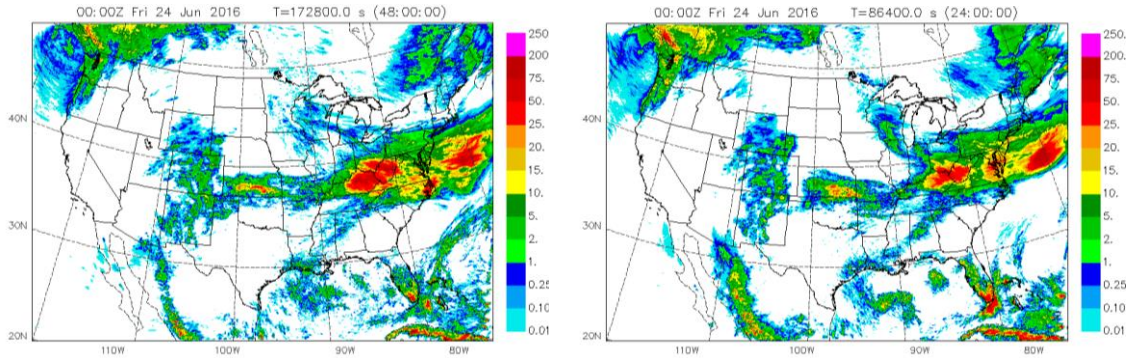 00:00Z Fri 24 Jun 2016 T=172800.0 s (48:00:00)
250
200
75.
50.
25.
20.
15.
10.
5.
2.
1.
0.25
0.10
0.01
40N
30N
20N
110W 100W 90W 80W
00:00Z Fri 24 Jun 2016 T=86400.0 s (24:00:00)
250.
200.
75.
50.
25.
20.
15.
10.
5.
2.
1.
0.25
0.10
0.01
40N
30N
20N
110W 100W 90W 80W